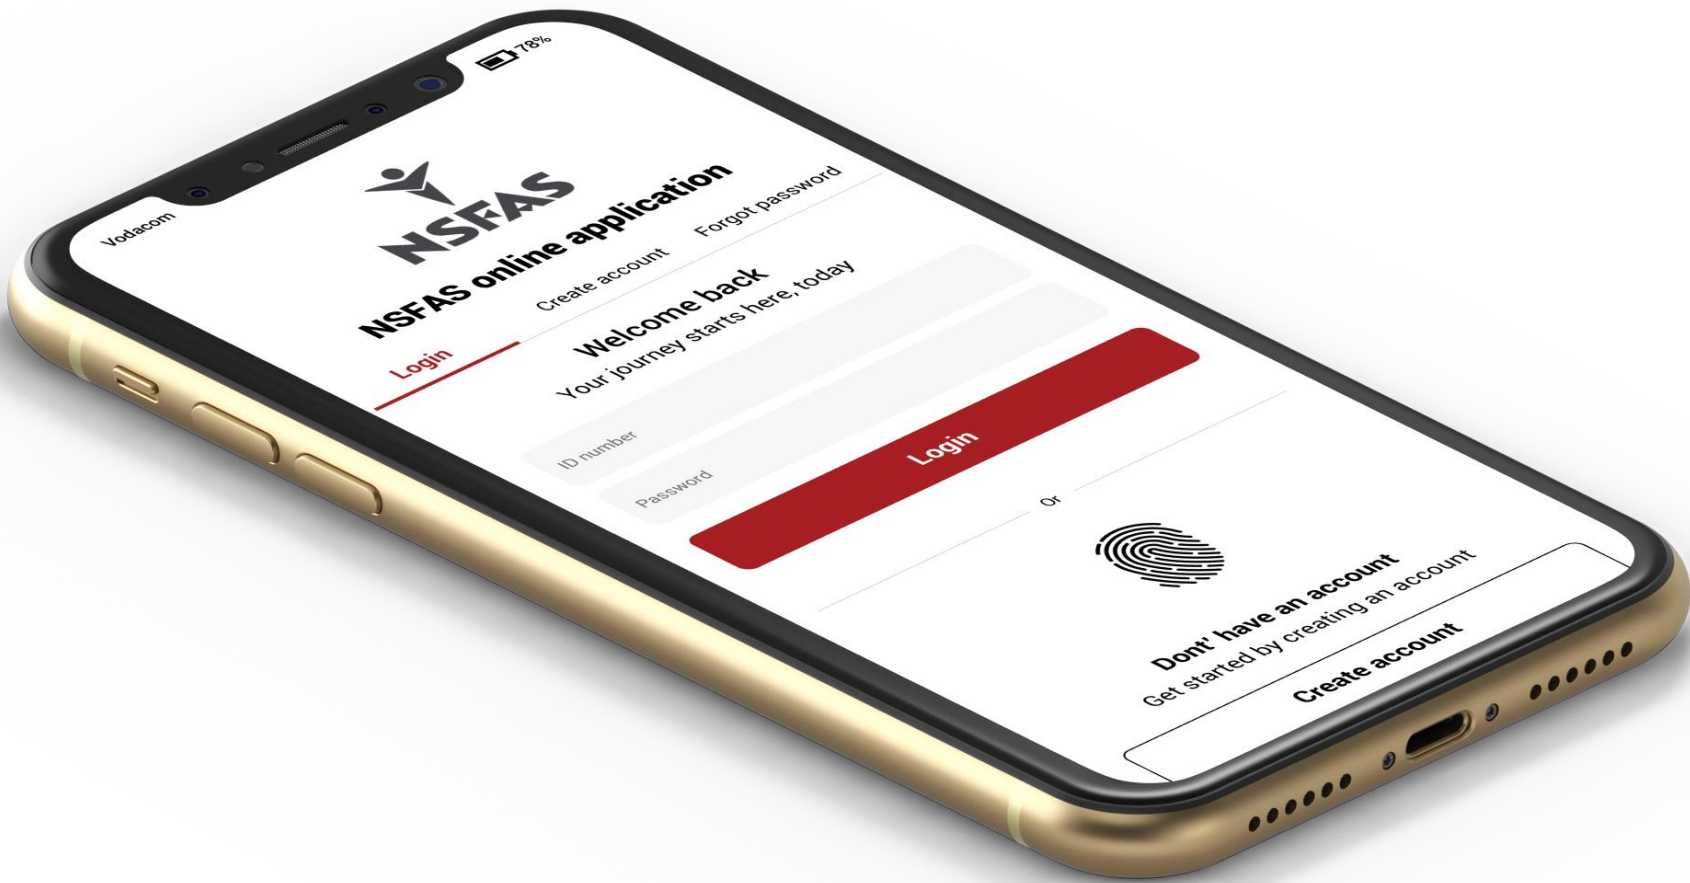 Vodacom
78%
NSFAS
NSFAS online application
Login
Create account
Forgot password
Welcome back
Your journey starts here, today
ID number
Password
Login
Or
Dont' have an account
Get started by creating an account
Create account